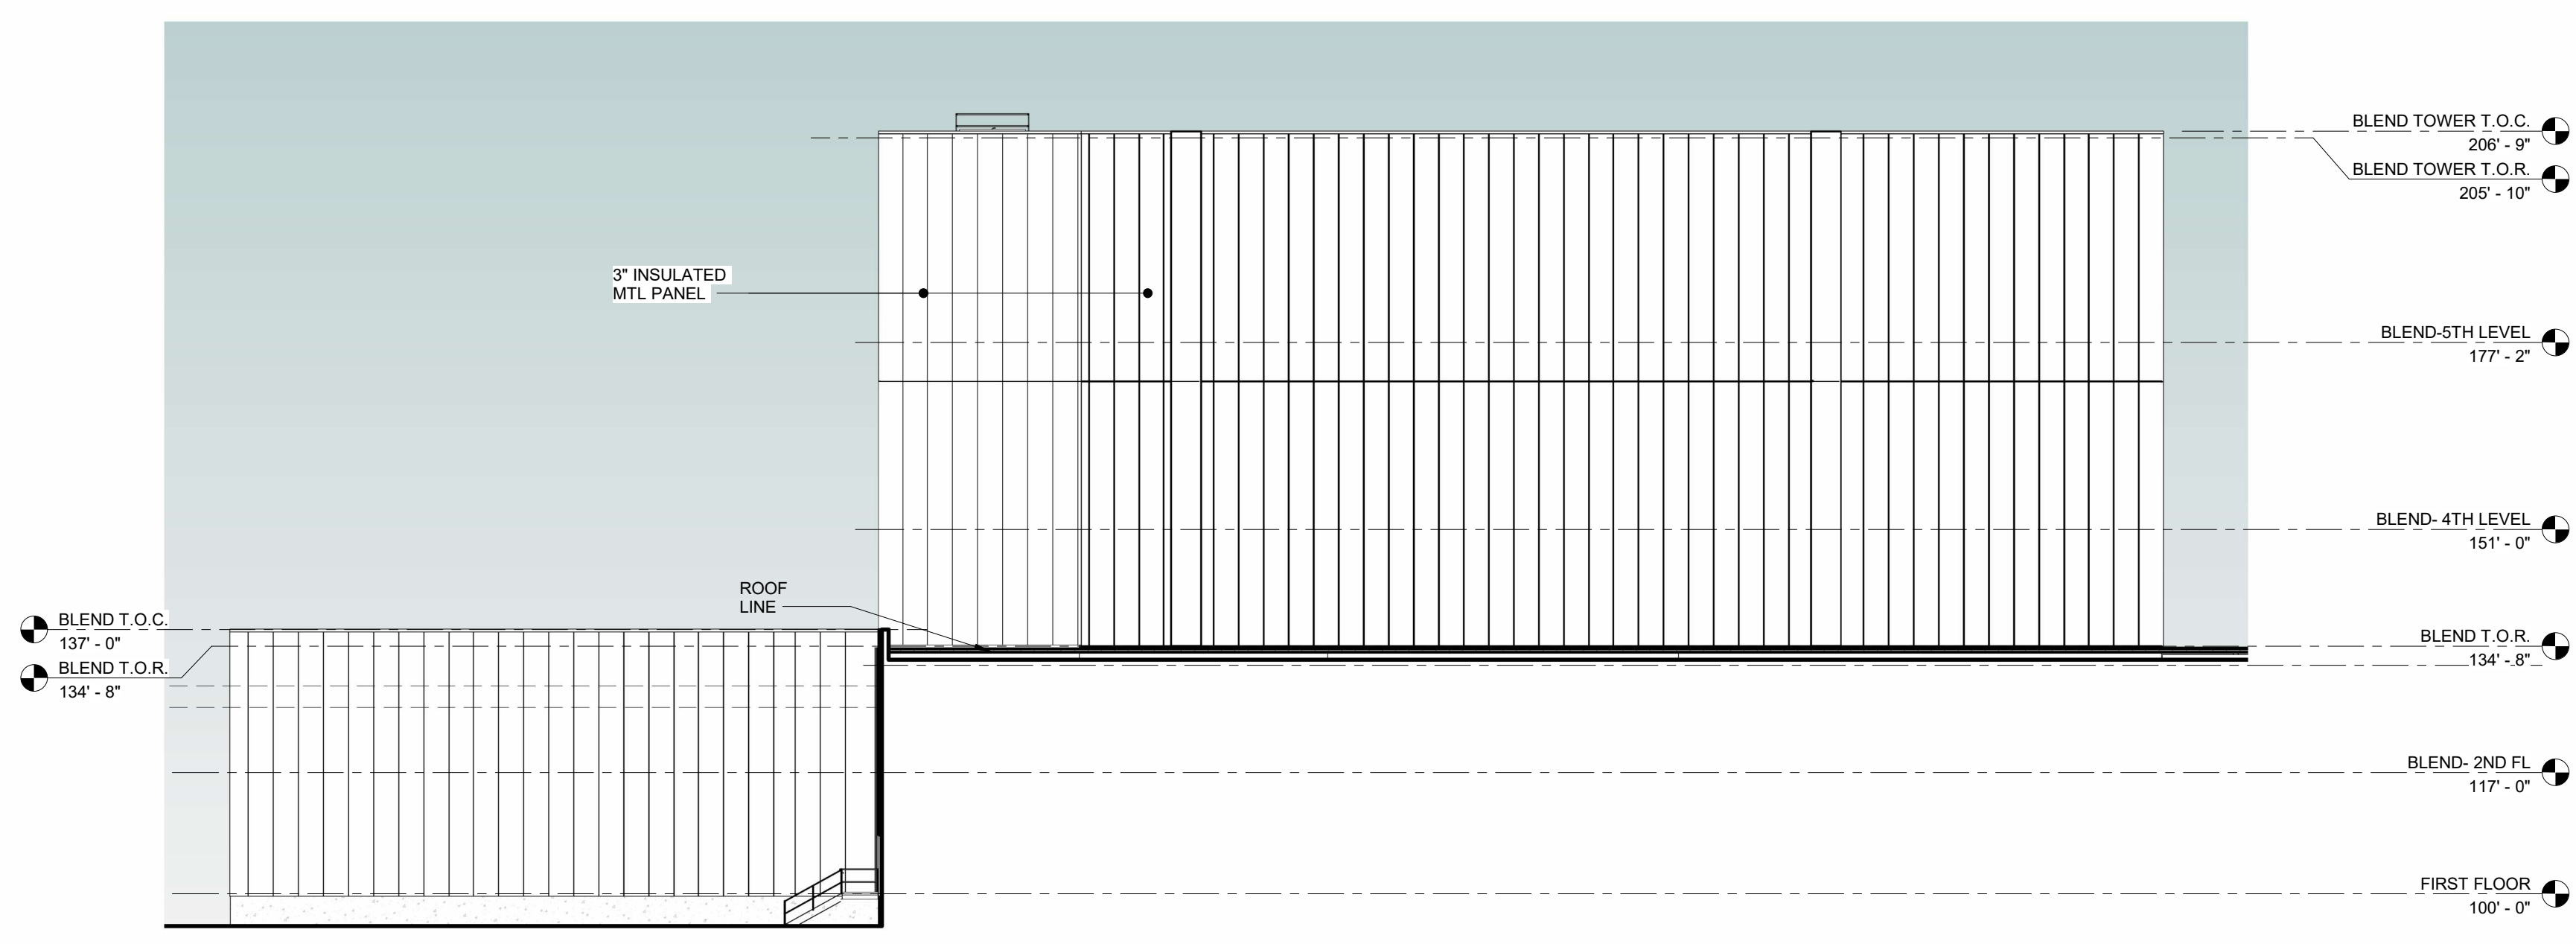 BLEND TOWER T.O.C.
206' - 9"
BLEND TOWER T.O.R.
205' - 10"
3" INSULATED
MTL PANEL
BLEND-5TH LEVEL
177' - 2"
BLEND- 4TH LEVEL
151' - 0"
ROOF
LINE
BLEND T.O.C.
137' - 0"
BLEND T.O.R.
134' - 8"
BLEND T.O.R.
134' - 8"
BLEND- 2ND FL
117' - 0"
FIRST FLOOR
100' - 0"